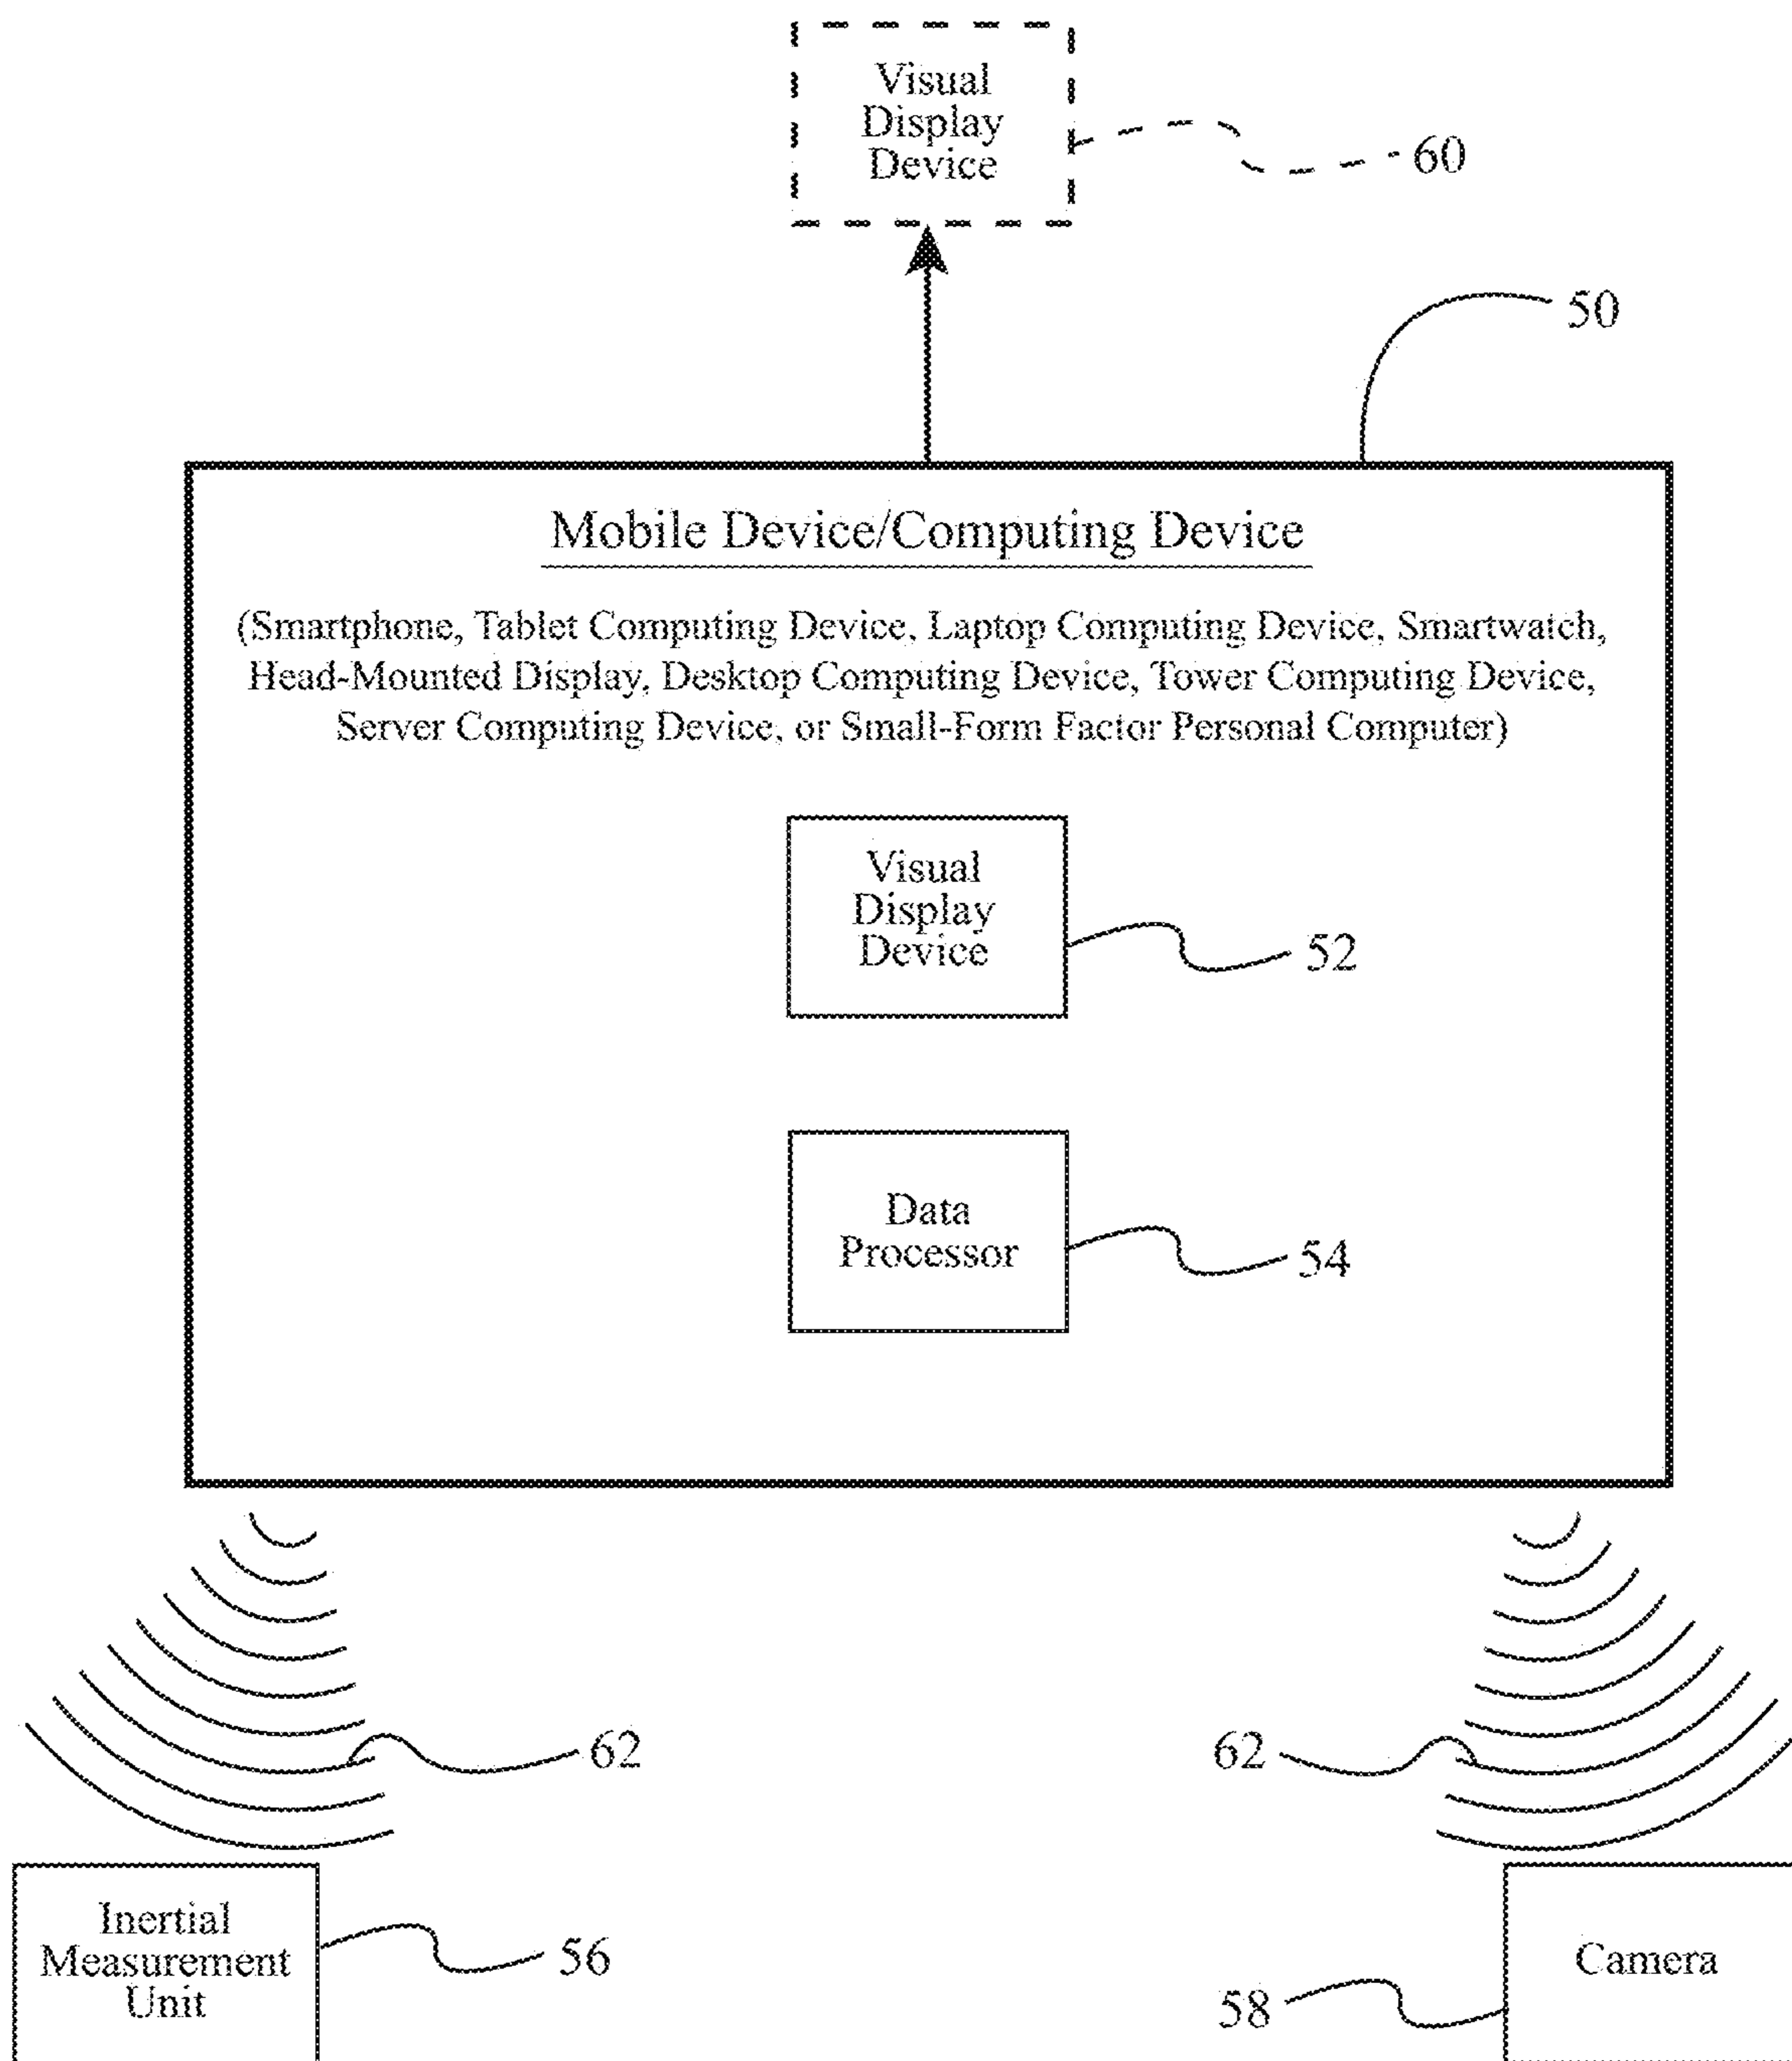 Visual
Display
Device
60
50
Mobile Device/Computing Device
(Smartphone, Tablet Computing Device, Laptop Computing Device, Smartwatch,
Head-Mounted Display, Desktop Computing Device, Tower Computing Device,
Server Computing Device, or Small-Form Factor Personal Computer)
Visual
Display
Device
52
Data
Processor
54
62
62
Inertial
Measurement
Unit
56
58
Camera